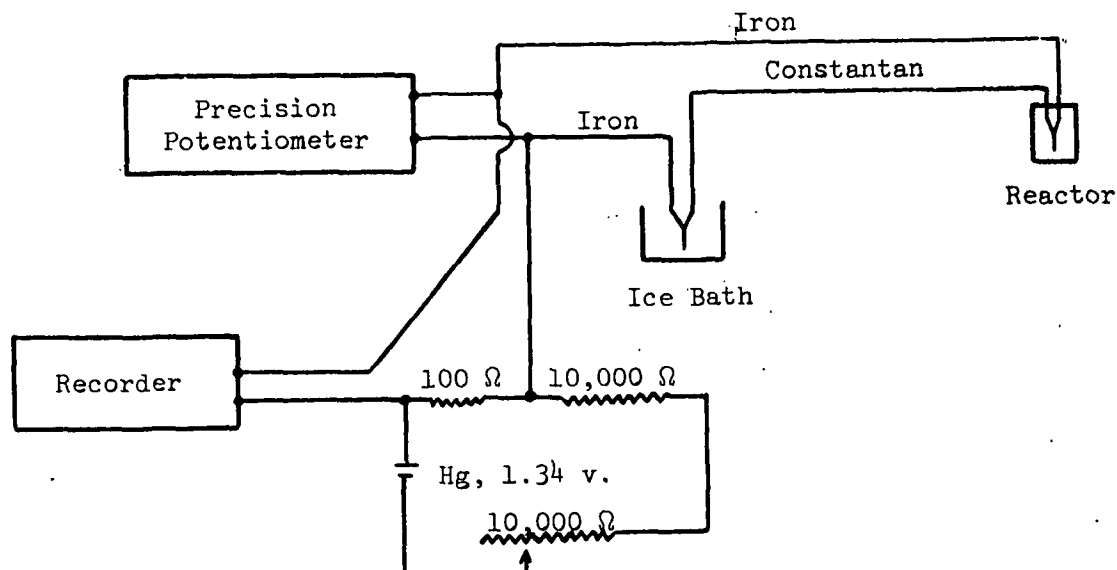 Iron
Constantan
Precision
Potentiometer
Iron
Reactor
Ice Bath
Recorder
100 Ω
10,000 Ω
Hg, 1.34 v.
10,000 Ω